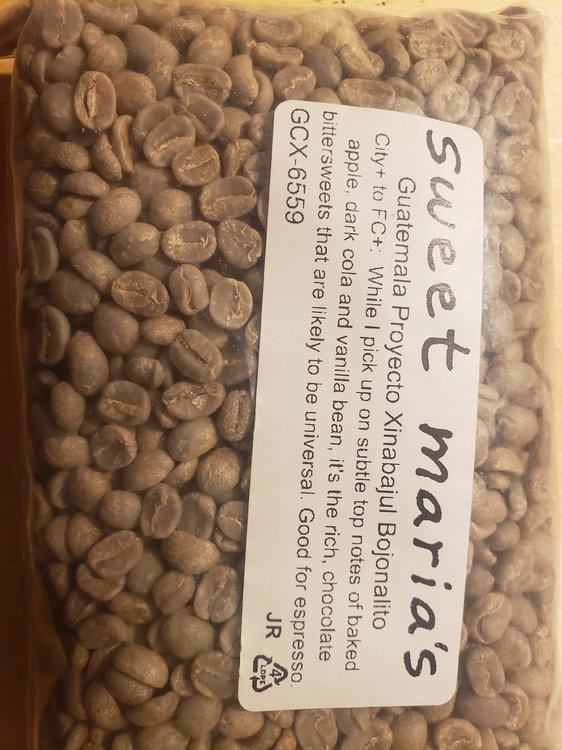 sweet maria's
Guatemala Proyecto Xinabajul Bojonalito
City+ to FC+: While I pick up on subtle top notes of baked
apple, dark cola and vanilla bean, it's the rich, chocolate
bittersweets that are likely to be universal. Good for espresso.
GCX-6559
JR
4
LDPE